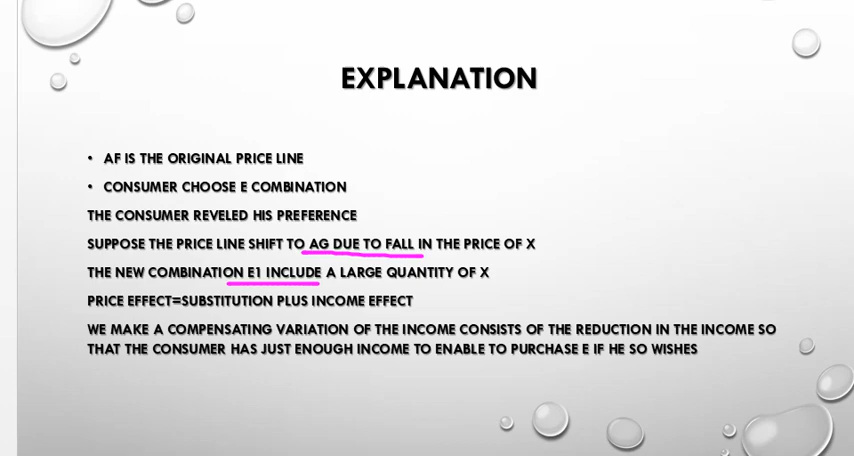 EXPLANATION
• AF IS THE ORIGINAL PRICE LINE
• CONSUMER CHOOSE E COMBINATION
THE CONSUMER REVELED HIS PREFERENCE
SUPPOSE THE PRICE LINE SHIFT TO AG DUE TO FALL IN THE PRICE OF X
THE NEW COMBINATION E1 INCLUDE A LARGE QUANTITY OF X
PRICE EFFECT=SUBSTITUTION PLUS INCOME EFFECT
WE MAKE A COMPENSATING VARIATION OF THE INCOME CONSISTS OF THE REDUCTION IN THE INCOME SO
THAT THE CONSUMER HAS JUST ENOUGH INCOME TO ENABLE TO PURCHASE E IF HE SO WISHES